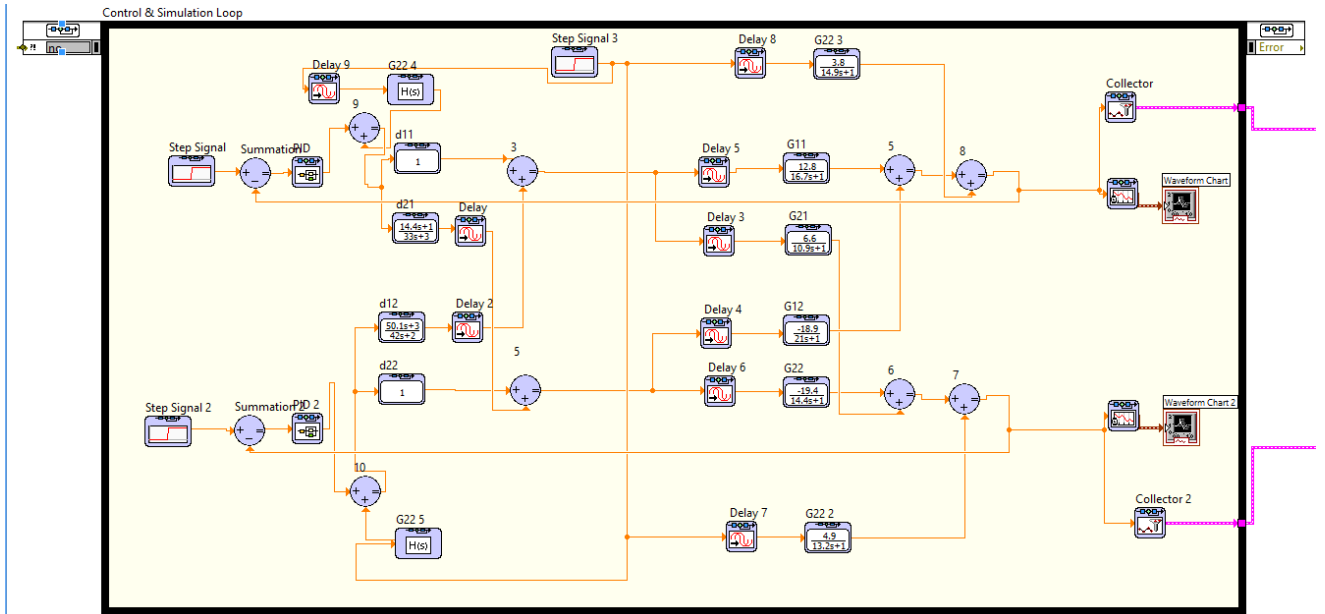 Control & Simulation Loop
Error
Step Signal 3
Delay 8
G22 3
3.8
14.9s+1
Delay 9
G22 4
H(s)
Collector
9
d11
1
3
Delay 5
G11
12.8
16.7s+1
5
8
Step Signal
Summation
PID
Waveform Chart
d21
14.4s+1
33s+3
Delay
Delay 3
G21
6.6
10.9s+1
d12
50.1s+3
42s+2
Delay 2
Delay 4
G12
-18.9
21s+1
5
d22
1
Delay 6
G22
-19.4
14.4s+1
6
7
Step Signal 2
Summation 2
PID 2
Waveform Chart 2
10
Collector 2
G22 5
H(s)
Delay 7
G22 2
4.9
13.2s+1